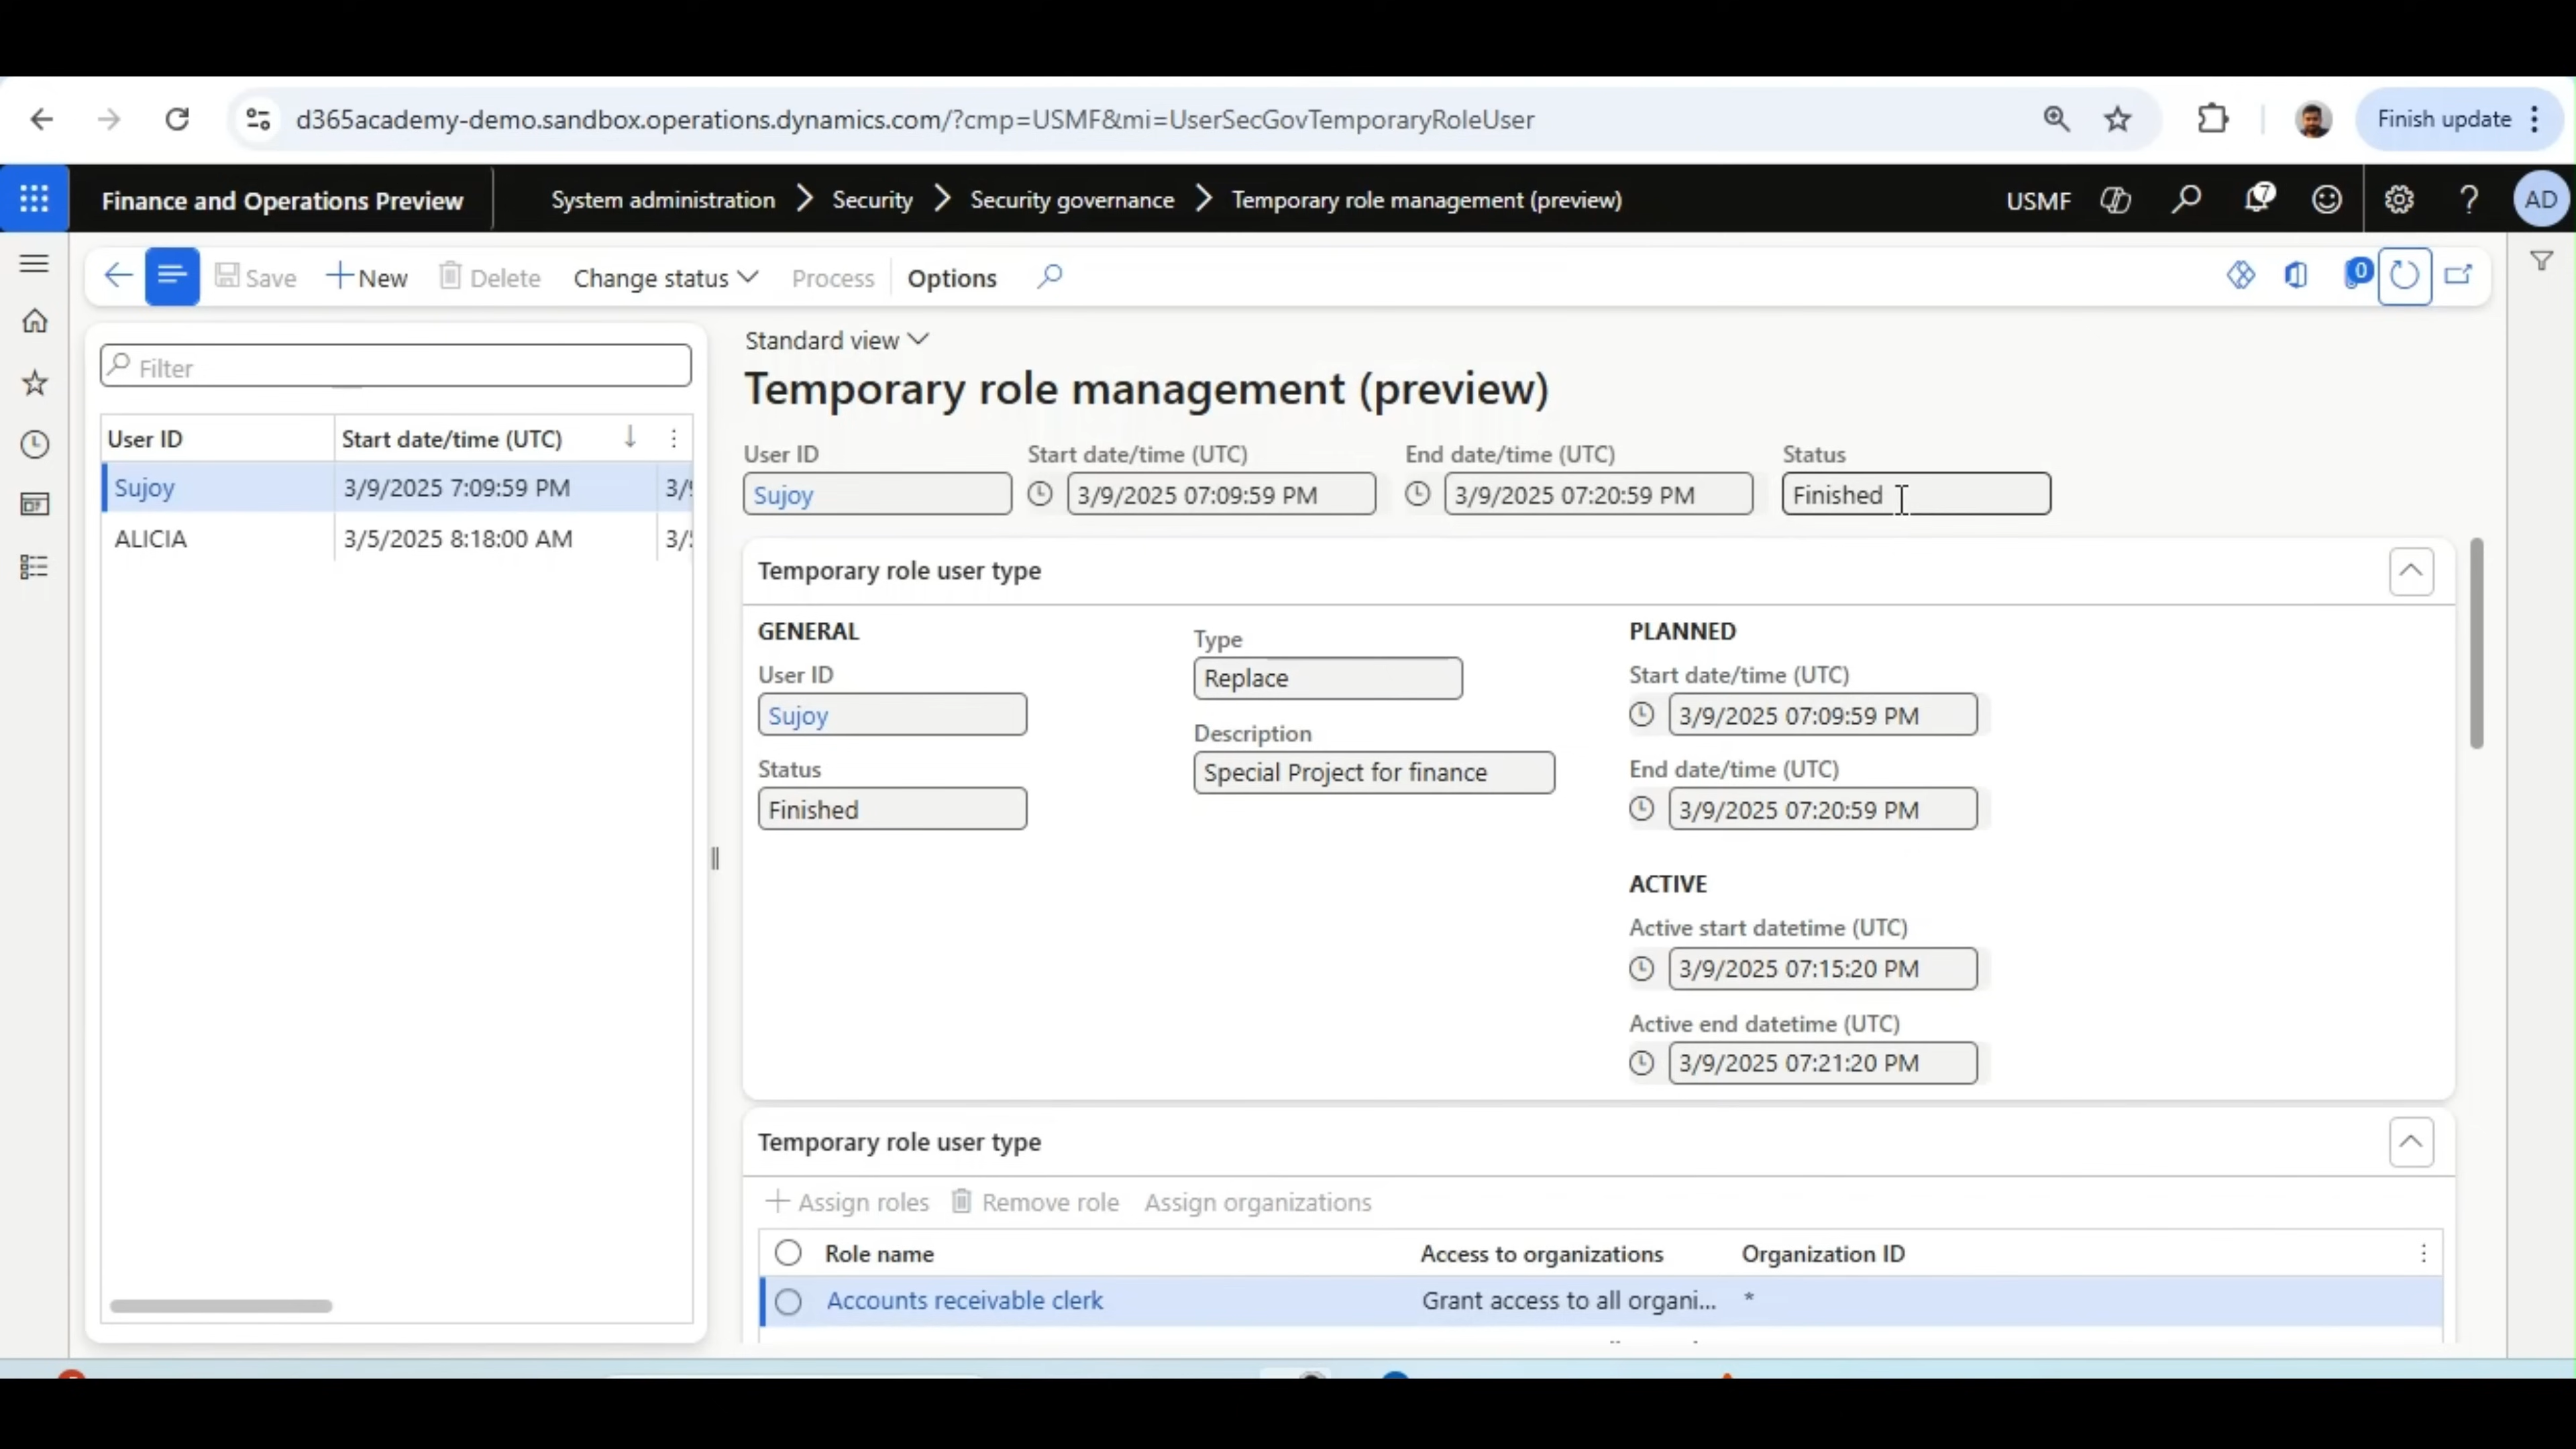 d365academy-demo.sandbox.operations.dynamics.com/?cmp=USMF&mi=UserSecGovTemporaryRoleUser
Finish update
Finance and Operations Preview
System administration > Security > Security governance > Temporary role management (preview)
USMF
7
AD
Save
New
Delete
Change status
Process
Options
0
Filter
User ID Start date/time (UTC)
Sujoy 3/9/2025 7:09:59 PM
ALICIA 3/5/2025 8:18:00 AM
Standard view
Temporary role management (preview)
User ID Start date/time (UTC) End date/time (UTC) Status
Sujoy 3/9/2025 07:09:59 PM 3/9/2025 07:20:59 PM Finished
Temporary role user type
GENERAL
User ID
Sujoy
Status
Finished
Type
Replace
Description
Special Project for finance
PLANNED
Start date/time (UTC)
3/9/2025 07:09:59 PM
End date/time (UTC)
3/9/2025 07:20:59 PM
ACTIVE
Active start datetime (UTC)
3/9/2025 07:15:20 PM
Active end datetime (UTC)
3/9/2025 07:21:20 PM
Temporary role user type
Assign roles Remove role Assign organizations
Role name Access to organizations Organization ID
Accounts receivable clerk Grant access to all organi... *